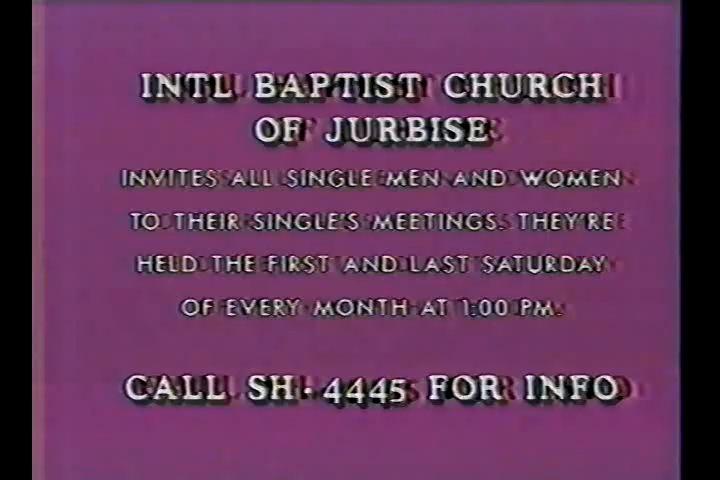 INTL BAPTIST CHURCH
OF JURBISE
INVITES ALL SINGLE MEN AND WOMEN
TO THEIR SINGLE'S MEETINGS. THEY'RE
HELD THE FIRST AND LAST SATURDAY
OF EVERY MONTH AT 1:00 PM.
CALL SH-4445 FOR INFO